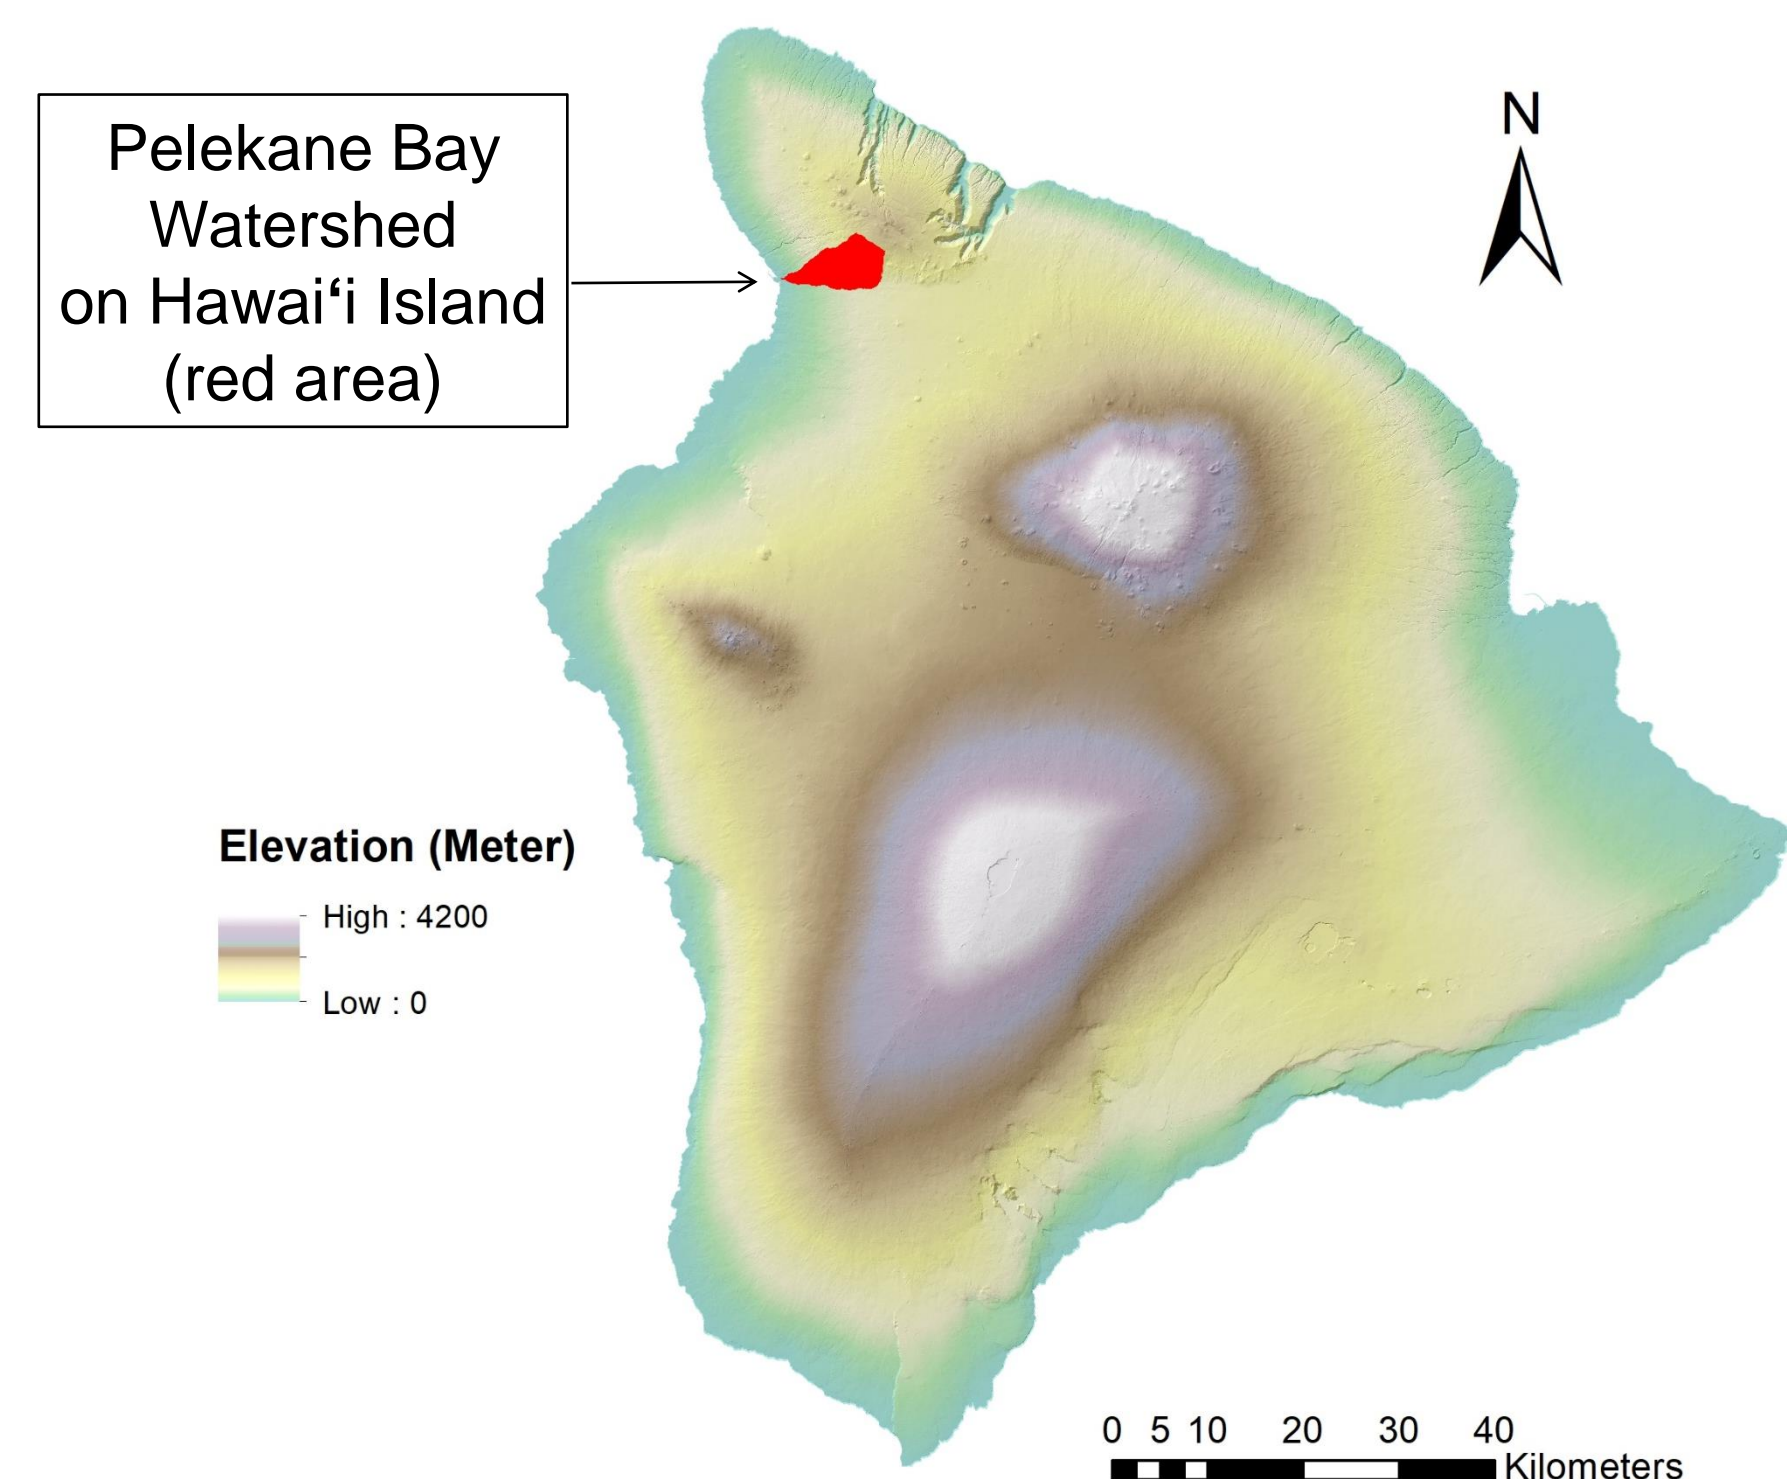 Pelekane Bay
Watershed
on Hawai‘i Island
(red area)
N
Elevation (Meter)
High : 4200
Low : 0
0 5 10 20 30 40
Kilometers